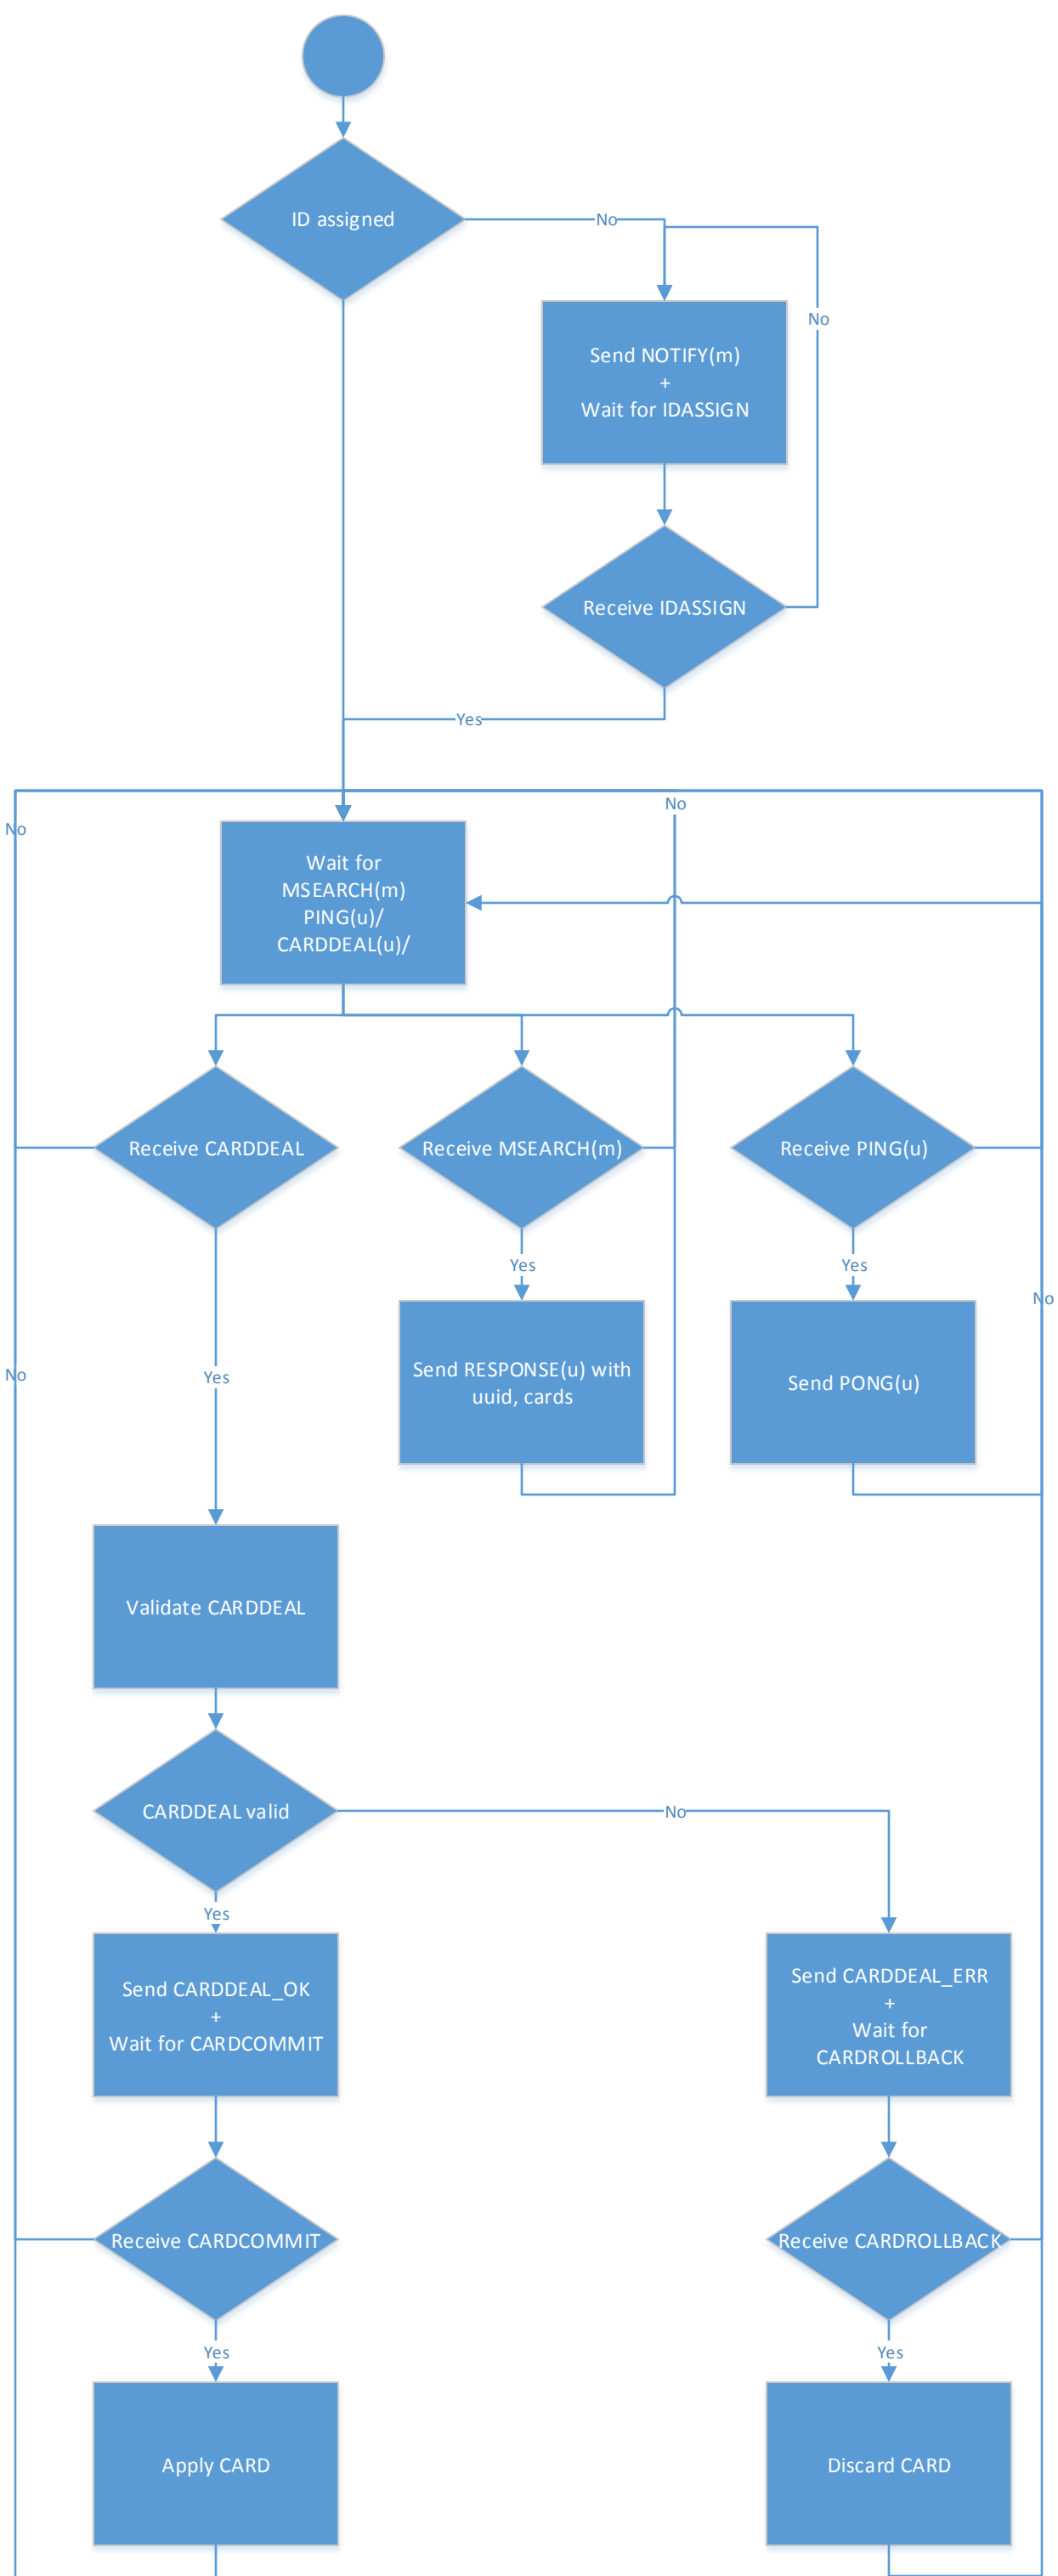 ID assigned
No
No
Send NOTIFY(m)
+
Wait for IDASSIGN
Receive IDASSIGN
Yes
No
No
Wait for
MSEARCH(m)
PING(u)/
CARDDEAL(u)/
Receive CARDDEAL
Receive MSEARCH(m)
Receive PING(u)
Yes
Yes
No
Send RESPONSE(u) with
uuid, cards
Send PONG(u)
No
Yes
Validate CARDDEAL
CARDDEAL valid
No
Yes
Send CARDDEAL_OK
+
Wait for CARDCOMMIT
Send CARDDEAL_ERR
+
Wait for
CARDROLLBACK
Receive CARDCOMMIT
Receive CARDROLLBACK
Yes
Yes
Apply CARD
Discard CARD